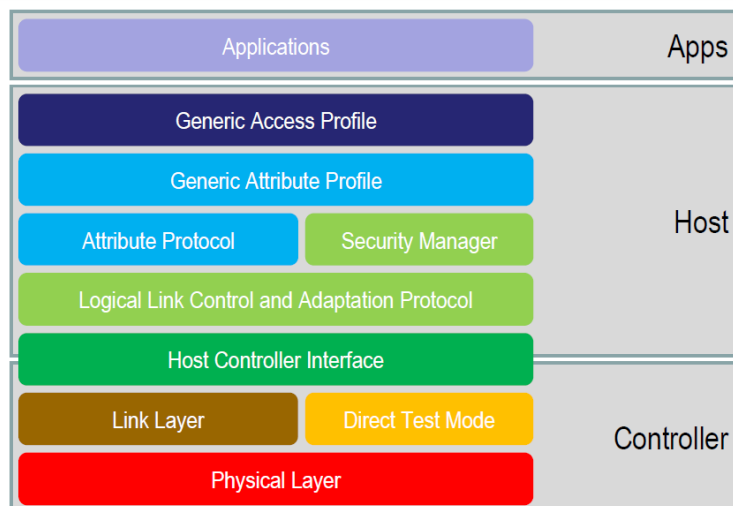 Applications
Apps
Generic Access Profile
Generic Attribute Profile
Attribute Protocol
Security Manager
Host
Logical Link Control and Adaptation Protocol
Host Controller Interface
Link Layer
Direct Test Mode
Controller
Physical Layer